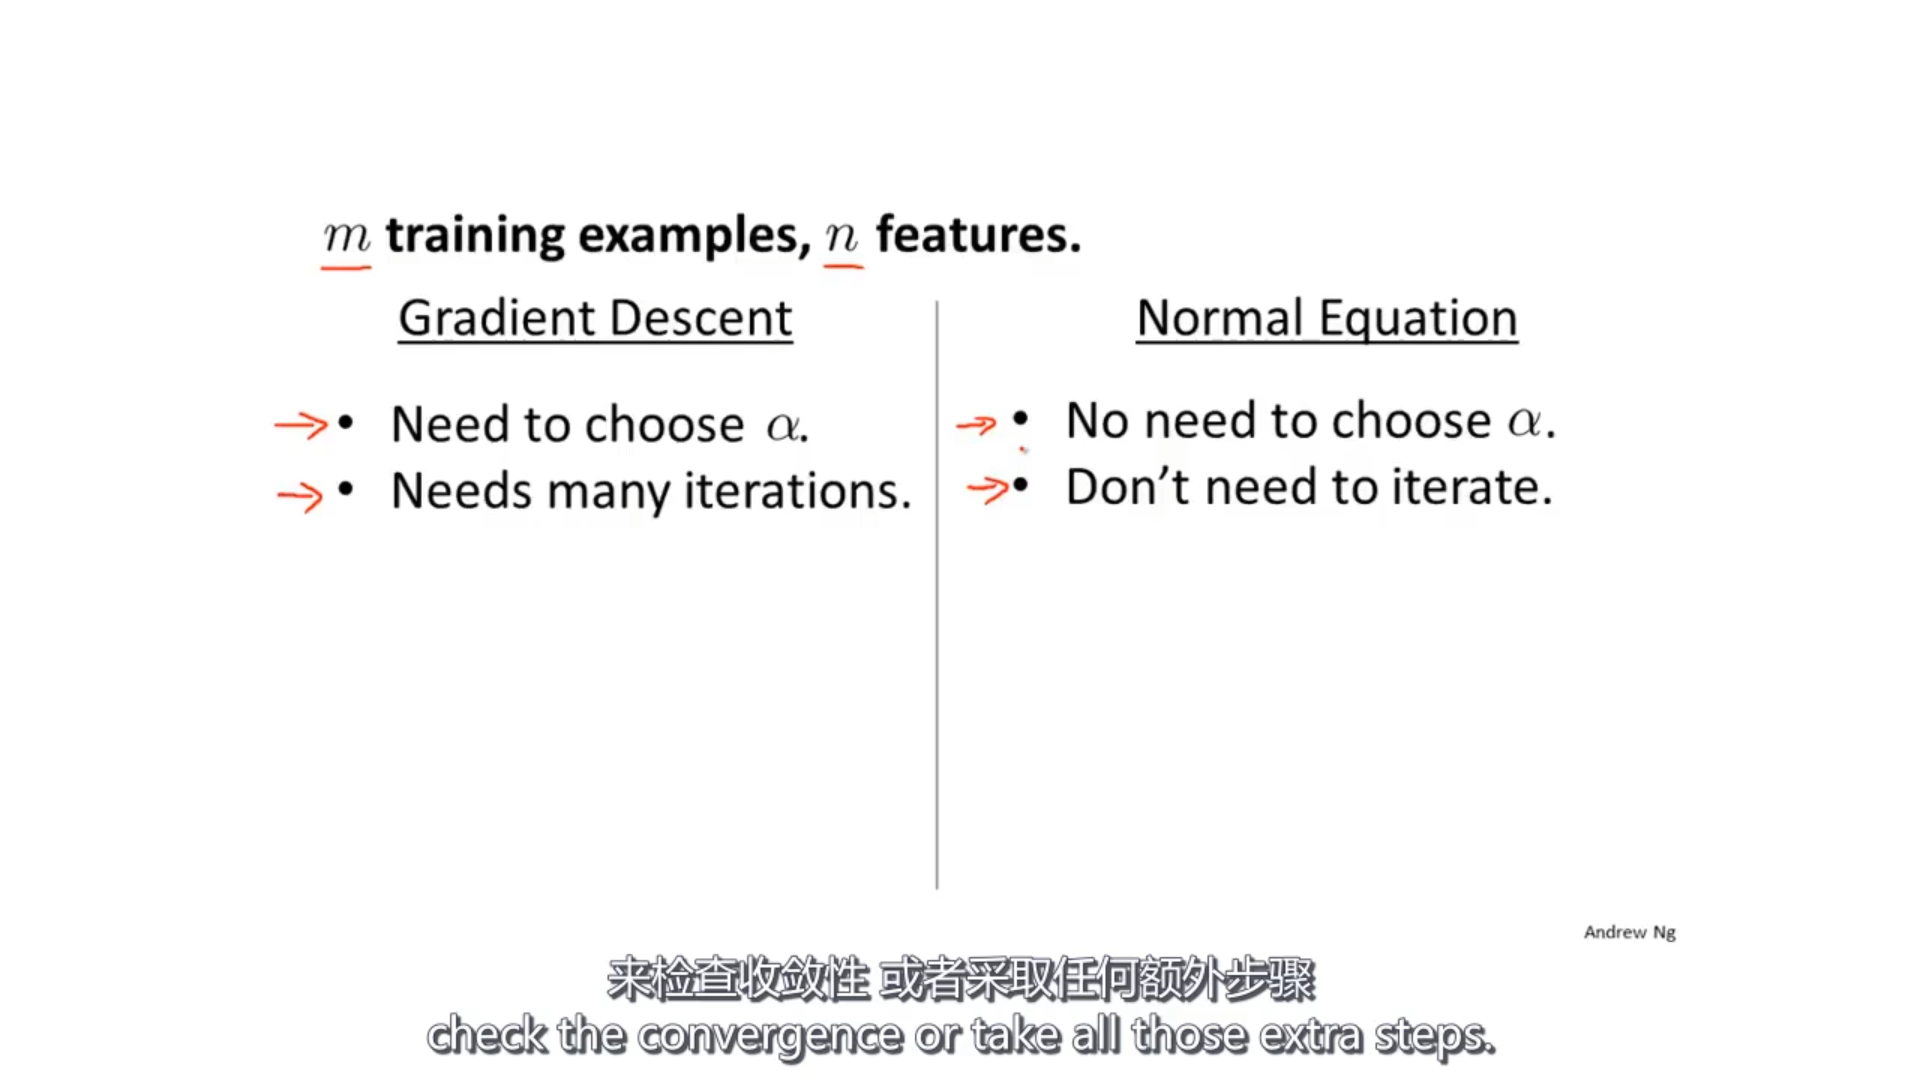 m training examples, n features.
Gradient Descent
• Need to choose α.
• Needs many iterations.
Normal Equation
• No need to choose α.
• Don't need to iterate.
Andrew Ng
来检查收敛性 或者采取任何额外步骤
check the convergence or take all those extra steps.